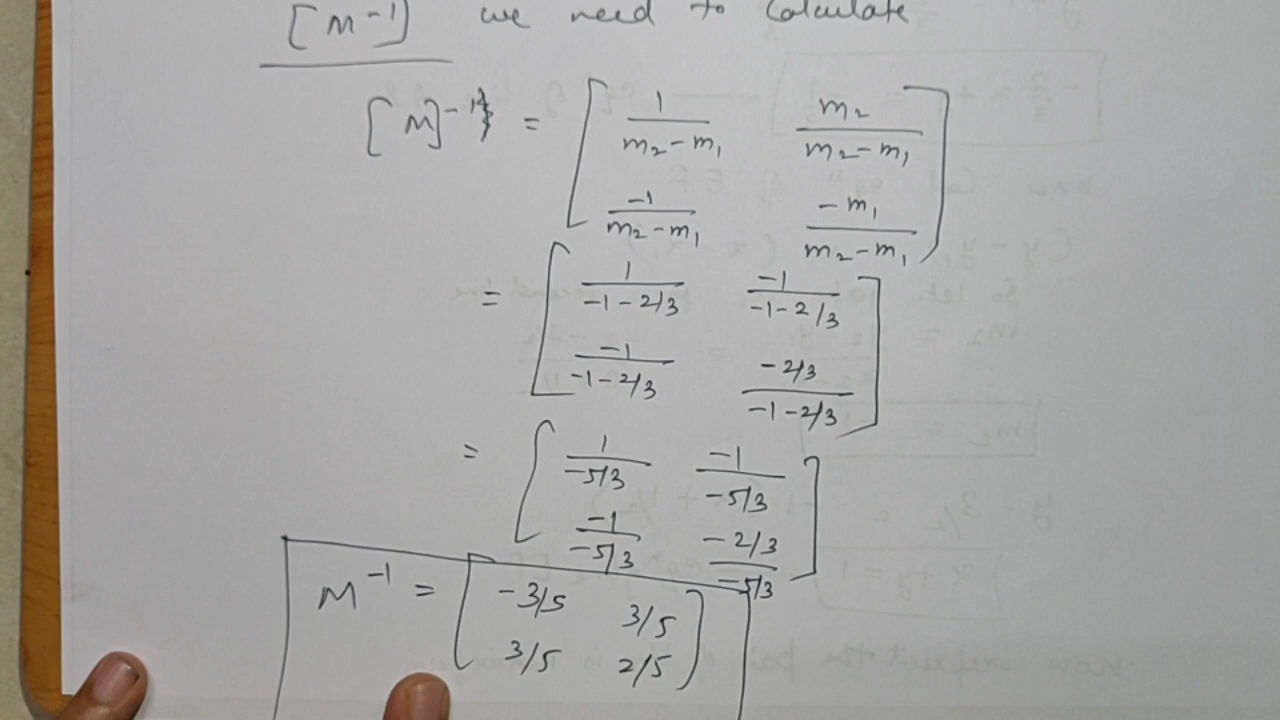 [M^-1) we need to Calculate
[M]^-1 = [ 1/(m₂-m₁) m₂/(m₂-m₁)
-1/(m₂-m₁) -m₁/(m₂-m₁) ]
= [ 1/(-1-2/3) -1/(-1-2/3)
-1/(-1-2/3) -2/3/(-1-2/3) ]
= [ 1/(-5/3) -1/(-5/3)
-1/(-5/3) -2/3/(-5/3) ]
M^-1 = [ -3/5 3/5
3/5 2/5 ]